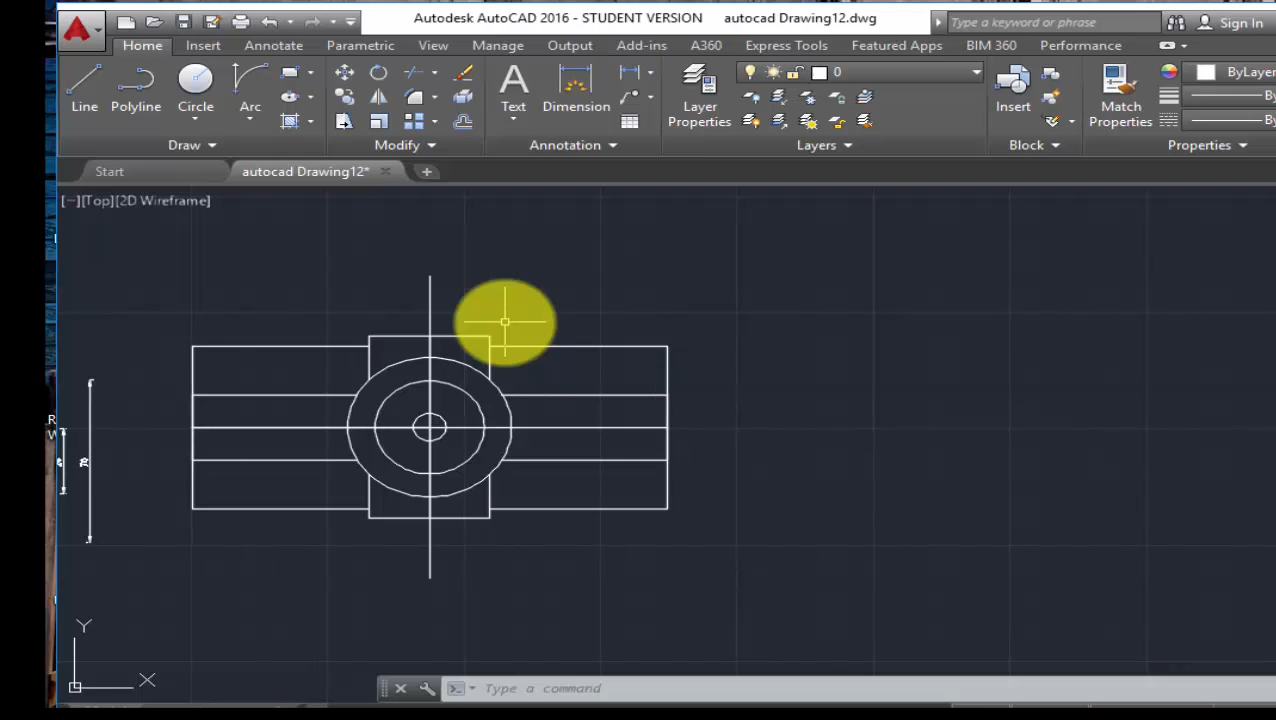 Autodesk AutoCAD 2016 - STUDENT VERSION autocad Drawing12.dwg
Type a keyword or phrase
Sign In
Home Insert Annotate Parametric View Manage Output Add-ins A360 Express Tools Featured Apps BIM 360 Performance
0
ByLayer
Line Polyline Circle Arc
Text Dimension
Layer
Properties
Insert
Match
Properties
Draw Modify Annotation Layers Block Properties
Start autocad Drawing12*
[−][Top][2D Wireframe]
70
Y
X
Type a command